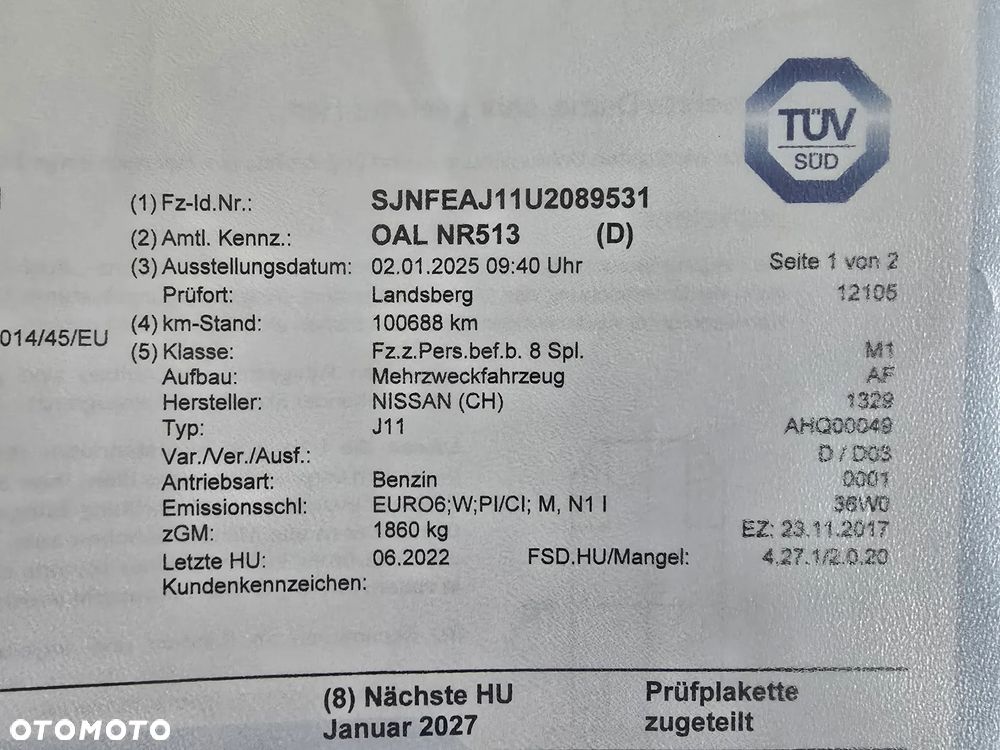 TÜV
SÜD
(1) Fz-Id.Nr.: SJNFEAJ11U2089531
(2) Amtl. Kennz.: OAL NR513 (D)
(3) Ausstellungsdatum: 02.01.2025 09:40 Uhr Seite 1 von 2
Prüfort: Landsberg 12105
014/45/EU (4) km-Stand: 100688 km
(5) Klasse: Fz.z.Pers.bef.b. 8 Spl. M1
Aufbau: Mehrzweckfahrzeug AF
Hersteller: NISSAN (CH) 1329
Typ: J11 AHQ00049
Var./Ver./Ausf.: D / D03
Antriebsart: Benzin 0001
Emissionsschl: EURO6;W;PI/CI; M, N1 I 36W0
zGM: 1860 kg EZ: 23.11.2017
Letzte HU: 06.2022 FSD.HU/Mangel: 4.27.1/2.0.20
Kundenkennzeichen:
(8) Nächste HU Prüfplakette
Januar 2027 zugeteilt
OTOMOTO